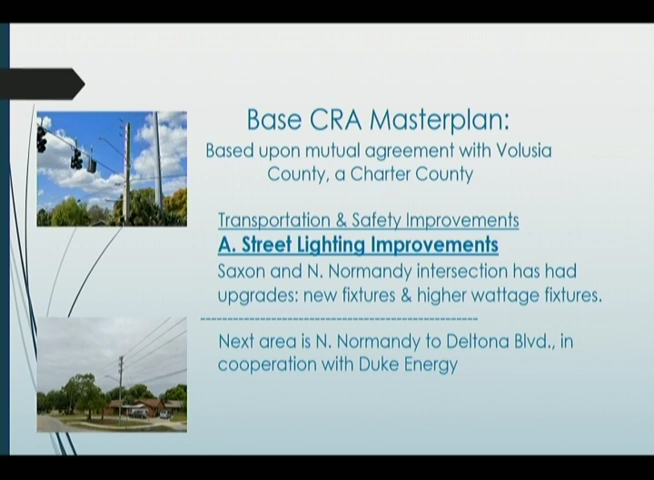 Base CRA Masterplan:
Based upon mutual agreement with Volusia
County, a Charter County
Transportation & Safety Improvements
A. Street Lighting Improvements
Saxon and N. Normandy intersection has had
upgrades: new fixtures & higher wattage fixtures.
--------------------------------------------------
Next area is N. Normandy to Deltona Blvd., in
cooperation with Duke Energy